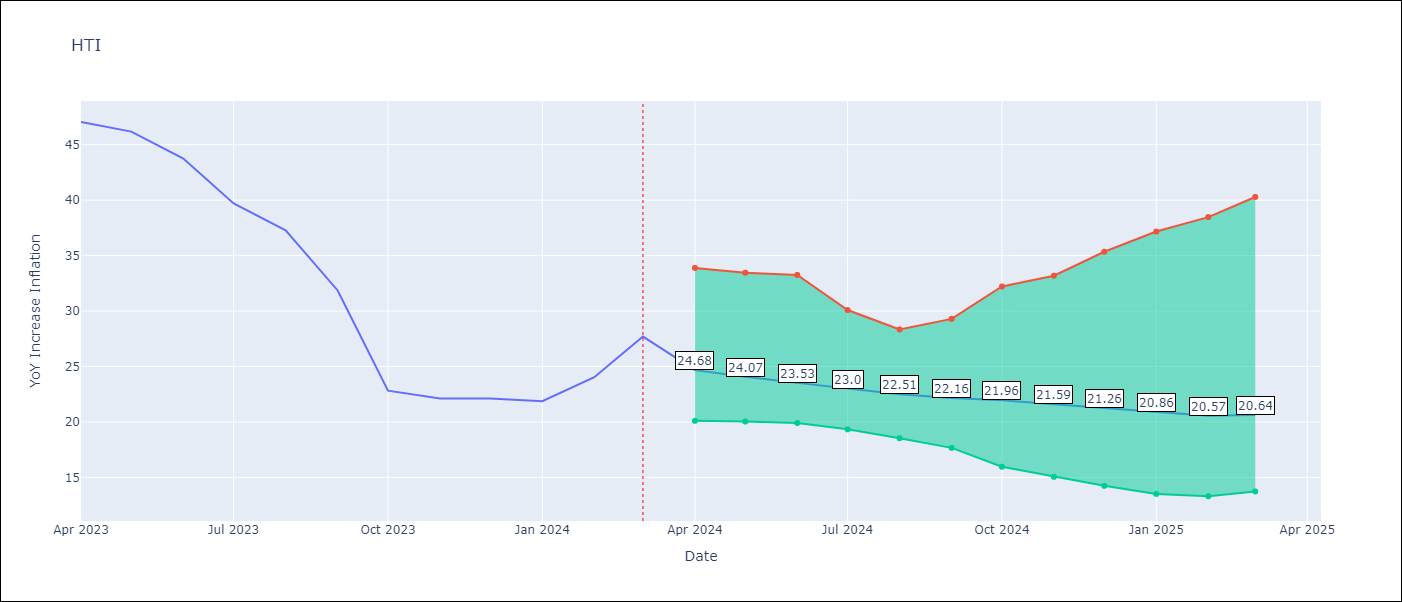 HTI
YoY Increase Inflation
45
40
35
30
25
20
15
24.68
24.07
23.53
23.0
22.51
22.16
21.96
21.59
21.26
20.86
20.57
20.64
Apr 2023
Jul 2023
Oct 2023
Jan 2024
Apr 2024
Jul 2024
Oct 2024
Jan 2025
Apr 2025
Date